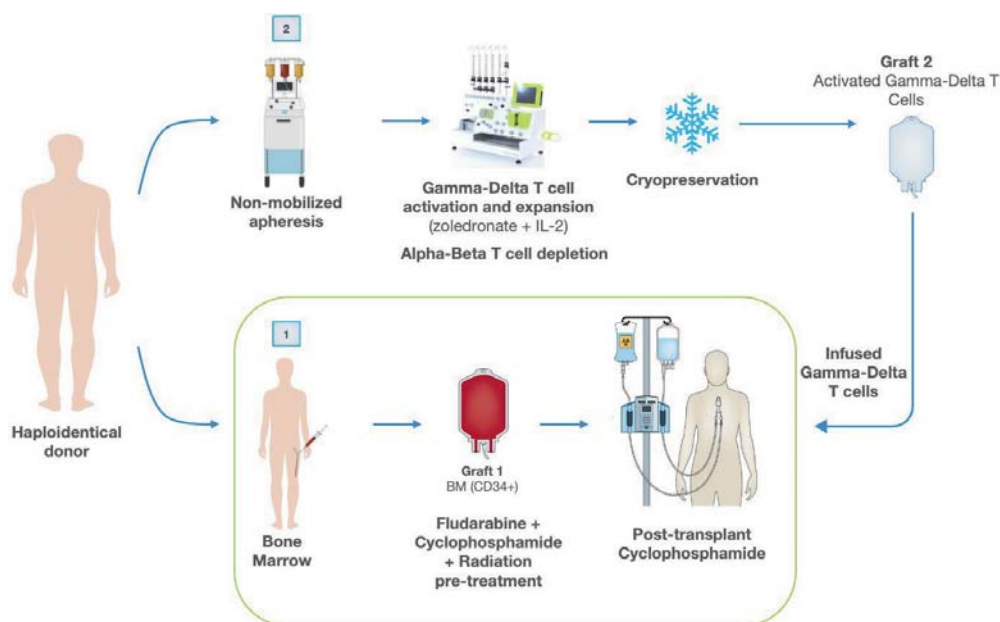 2
Non-mobilized
apheresis
Gamma-Delta T cell
activation and expansion
(zoledronate + IL-2)
Alpha-Beta T cell depletion
Cryopreservation
Graft 2
Activated Gamma-Delta T
Cells
Haploidentical
donor
1
Bone
Marrow
Graft 1
BM (CD34+)
Fludarabine +
Cyclophosphamide
+ Radiation
pre-treatment
Post-transplant
Cyclophosphamide
Infused
Gamma-Delta
T cells